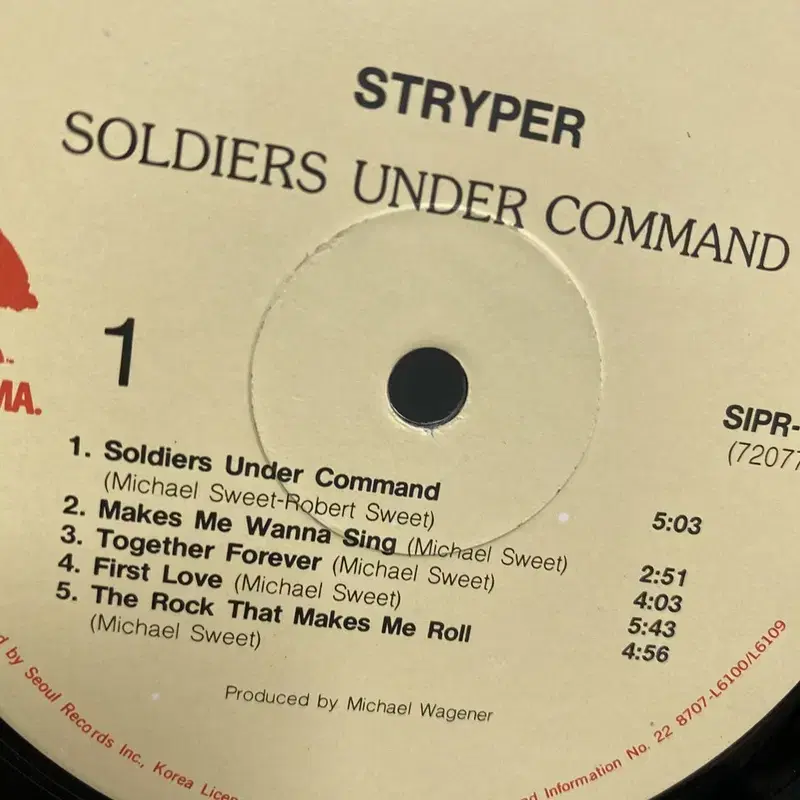 STRYPER
SOLDIERS UNDER COMMAND
1
MA.
SIPR-
(72077
1. Soldiers Under Command 5:03
(Michael Sweet-Robert Sweet)
2. Makes Me Wanna Sing (Michael Sweet) 2:51
3. Together Forever (Michael Sweet) 4:03
4. First Love (Michael Sweet) 5:43
5. The Rock That Makes Me Roll 4:56
(Michael Sweet)
Produced by Michael Wagener
d by Seoul Records Inc., Korea Licen
d Information No. 22 8707-L6100/L6109